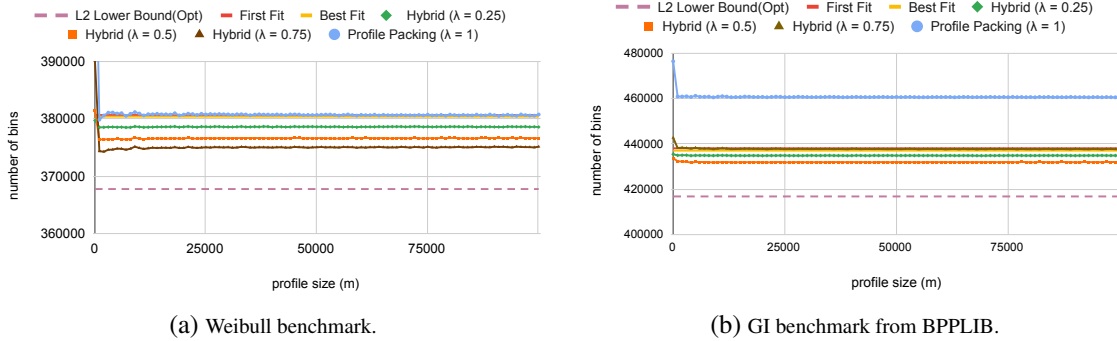 L2 Lower Bound(Opt) First Fit Best Fit Hybrid (λ = 0.25)
Hybrid (λ = 0.5) Hybrid (λ = 0.75) Profile Packing (λ = 1)
390000
380000
370000
360000
number of bins
0 25000 50000 75000
profile size (m)
(a) Weibull benchmark.
L2 Lower Bound(Opt) First Fit Best Fit Hybrid (λ = 0.25)
Hybrid (λ = 0.5) Hybrid (λ = 0.75) Profile Packing (λ = 1)
480000
460000
440000
420000
400000
number of bins
0 25000 50000 75000
profile size (m)
(b) GI benchmark from BPPLIB.